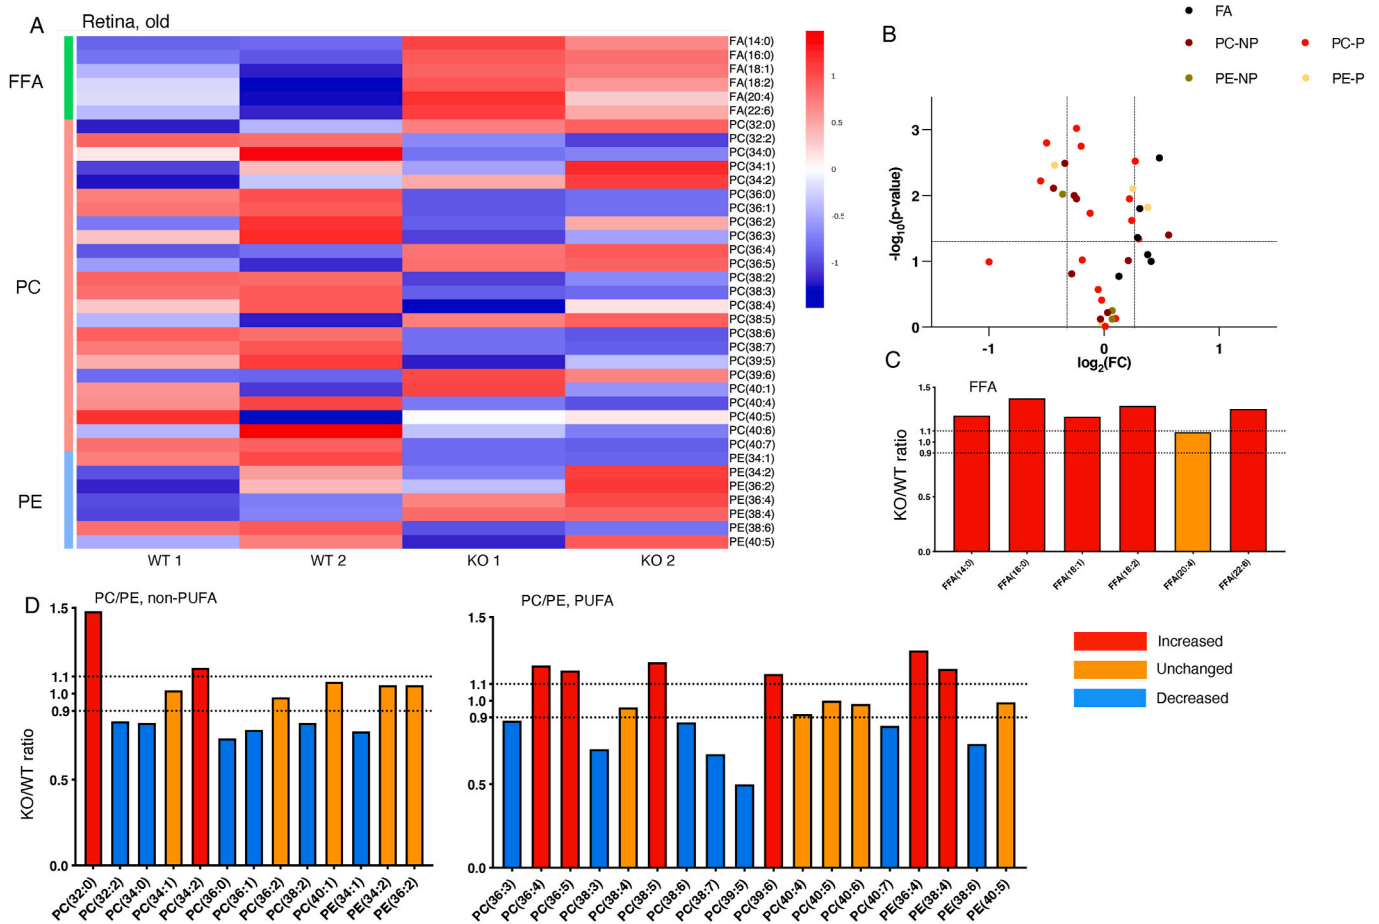 A
Retina, old
FFA
PC
PE
FA(14:0)
FA(16:0)
FA(18:1)
FA(18:2)
FA(20:4)
FA(22:6)
PC(32:0)
PC(32:2)
PC(34:0)
PC(34:1)
PC(34:2)
PC(36:0)
PC(36:1)
PC(36:2)
PC(36:3)
PC(36:4)
PC(36:5)
PC(38:2)
PC(38:3)
PC(38:4)
PC(38:5)
PC(38:6)
PC(38:7)
PC(39:5)
PC(39:6)
PC(40:1)
PC(40:4)
PC(40:5)
PC(40:6)
PC(40:7)
PE(34:1)
PE(34:2)
PE(36:2)
PE(36:4)
PE(38:4)
PE(38:6)
PE(40:5)
WT 1 WT 2 KO 1 KO 2
1
0.5
0
-0.5
-1
B
FA
PC-NP PC-P
PE-NP PE-P
-log10(p-value)
3
2
1
0
-1 0 1
log2(FC)
C
FFA
KO/WT ratio
1.5
1.1
1.0
0.9
0.5
0.0
FFA(14:0) FFA(16:0) FFA(18:1) FFA(18:2) FFA(20:4) FFA(22:6)
D
PC/PE, non-PUFA
KO/WT ratio
1.5
1.1
1.0
0.9
0.5
0.0
PC(32:0) PC(32:2) PC(34:0) PC(34:1) PC(34:2) PC(36:0) PC(36:1) PC(36:2) PC(38:2) PC(40:1) PE(34:1) PE(34:2) PE(36:2)
PC/PE, PUFA
1.5
1.1
1.0
0.9
0.5
0.0
PC(36:3) PC(36:4) PC(36:5) PC(38:3) PC(38:4) PC(38:5) PC(38:6) PC(38:7) PC(39:5) PC(39:6) PC(40:4) PC(40:5) PC(40:6) PC(40:7) PE(36:4) PE(38:4) PE(38:6) PE(40:5)
Increased
Unchanged
Decreased